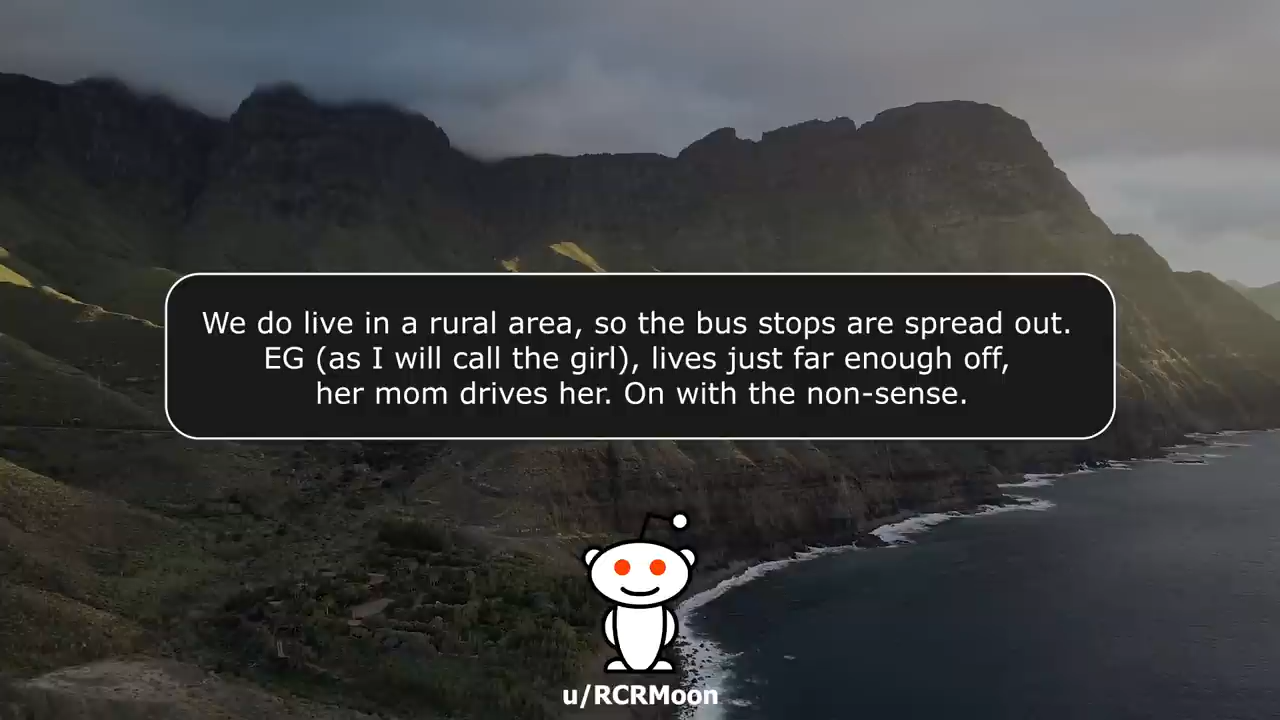 We do live in a rural area, so the bus stops are spread out.
EG (as I will call the girl), lives just far enough off,
her mom drives her. On with the non-sense.
u/RCRMoon